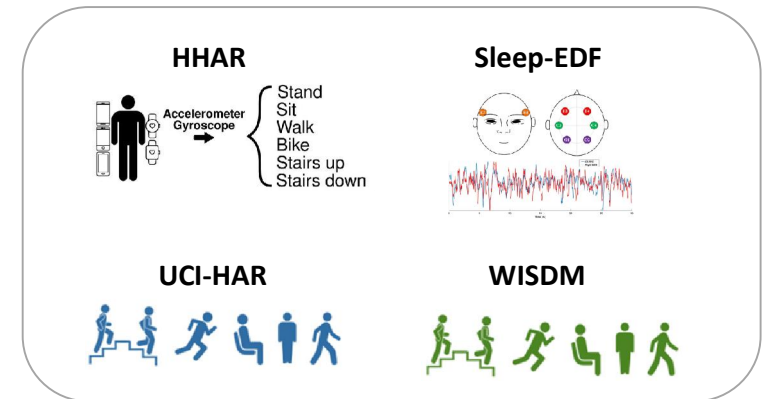 HHAR
Sleep-EDF
Accelerometer
Gyroscope
Stand
Sit
Walk
Bike
Stairs up
Stairs down
UCI-HAR
WISDM